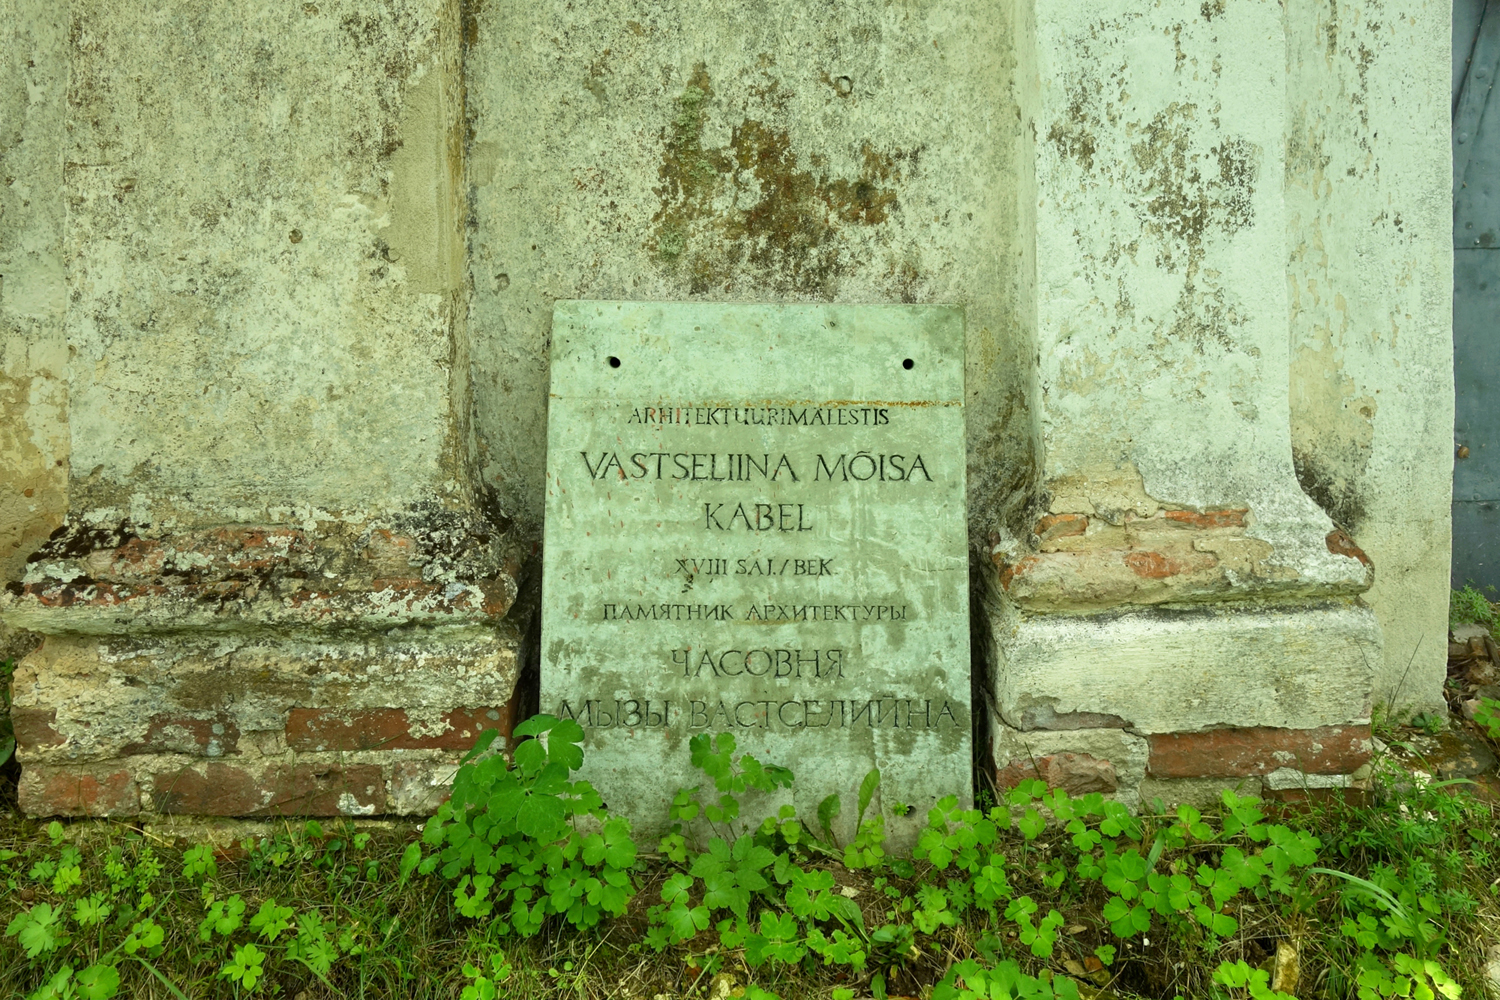 ARHITEKTUURIMÄLESTIS
VASTSELIINA MÕISA
KABEL
XVIII SAJ./ВЕК.
ПАМЯТНИК АРХИТЕКТУРЫ
ЧАСОВНЯ
МЫЗЫ ВАСТСЕЛИЙНА